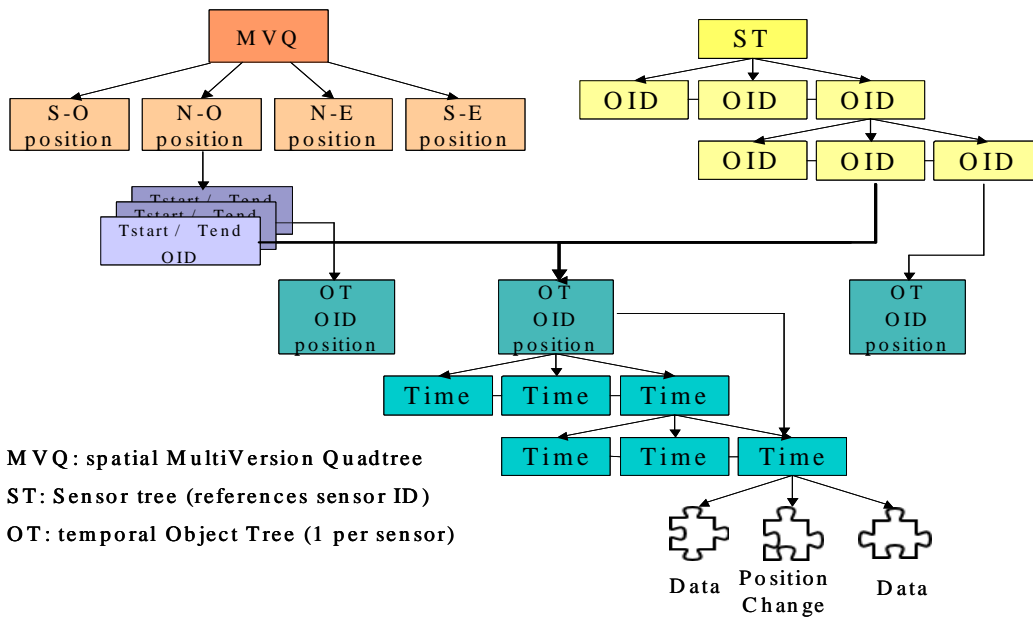 MVQ
ST
S-O
position
N-O
position
N-E
position
S-E
position
OID
OID
OID
OID
OID
OID
Tstart / Tend
Tstart / Tend
Tstart / Tend
OID
OT
OID
position
OT
OID
position
OT
OID
position
Time
Time
Time
Time
Time
Time
MVQ: spatial MultiVersion Quadtree
ST: Sensor tree (references sensor ID)
OT: temporal Object Tree (1 per sensor)
Data
Position
Change
Data